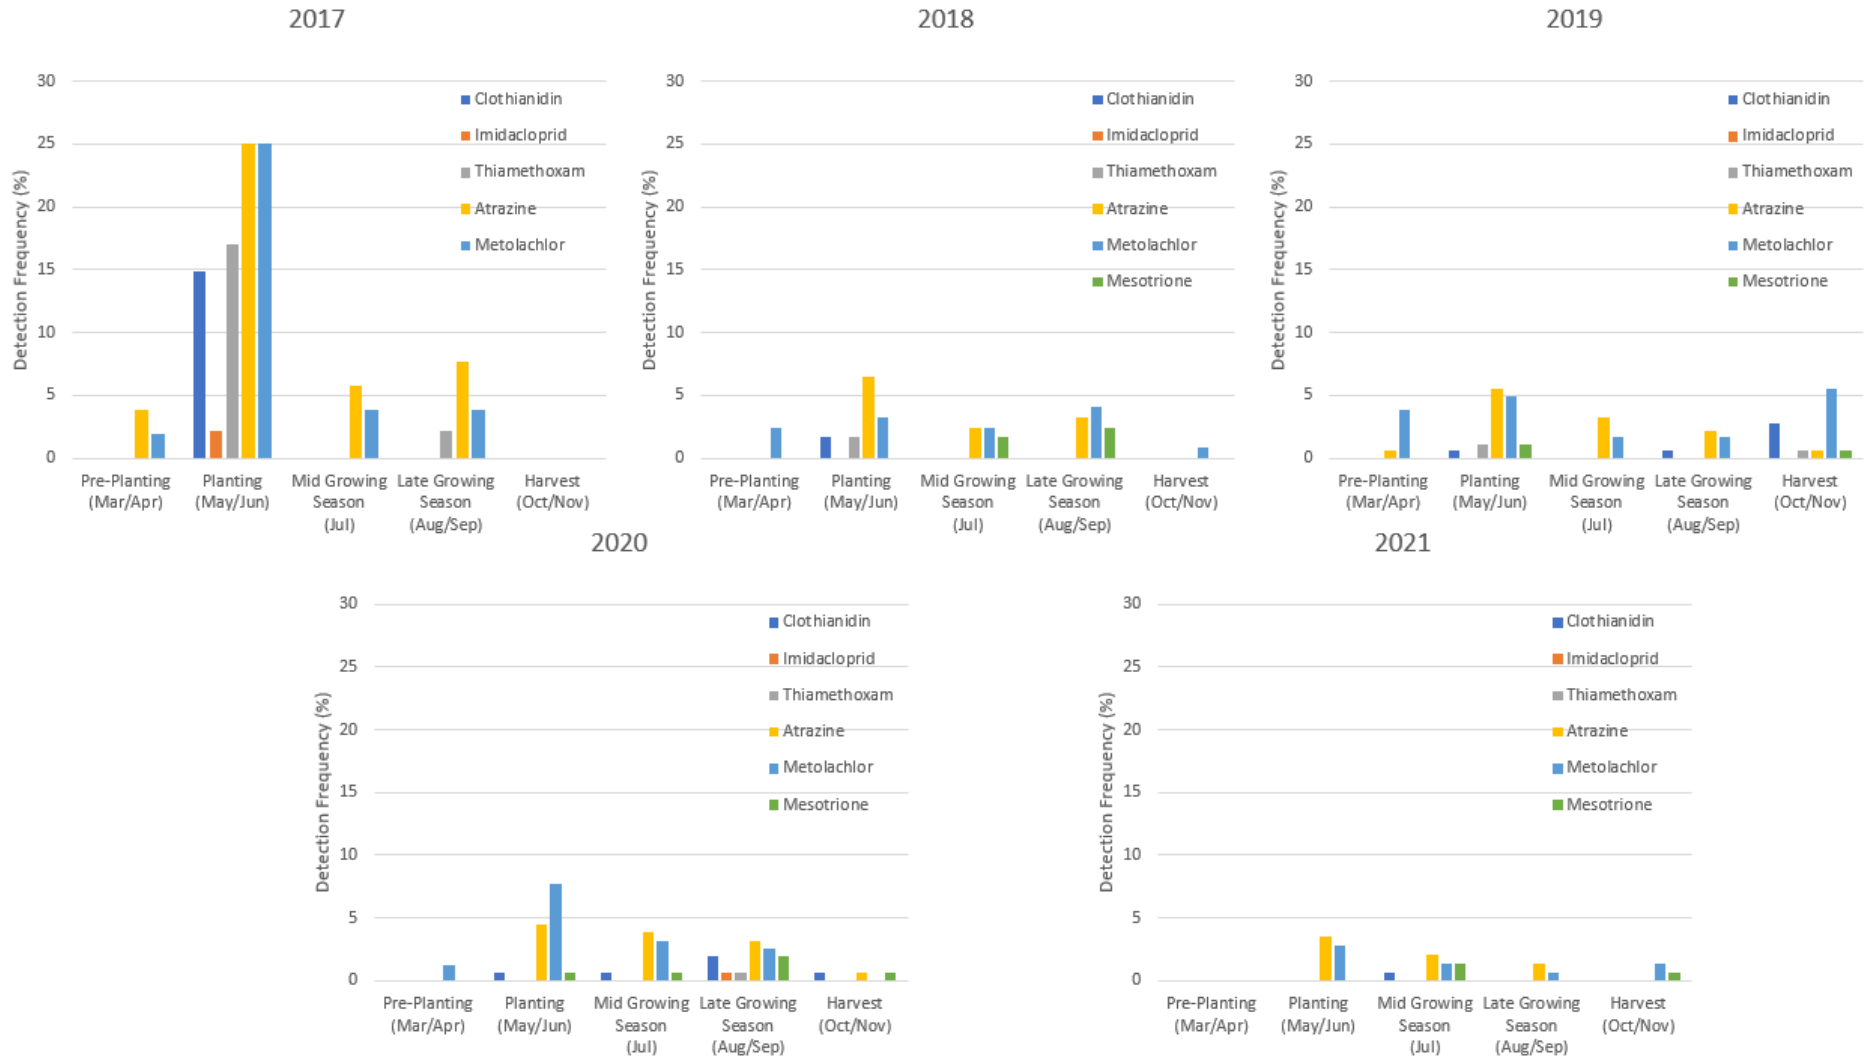 2017
30
25
20
15
10
5
0
Detection Frequency (%)
Clothianidin
Imidacloprid
Thiamethoxam
Atrazine
Metolachlor
Pre-Planting
(Mar/Apr)
Planting
(May/Jun)
Mid Growing
Season
(Jul)
Late Growing
Season
(Aug/Sep)
Harvest
(Oct/Nov)
2018
30
25
20
15
10
5
0
Detection Frequency (%)
Clothianidin
Imidacloprid
Thiamethoxam
Atrazine
Metolachlor
Mesotrione
Pre-Planting
(Mar/Apr)
Planting
(May/Jun)
Mid Growing
Season
(Jul)
Late Growing
Season
(Aug/Sep)
Harvest
(Oct/Nov)
2019
30
25
20
15
10
5
0
Detection Frequency (%)
Clothianidin
Imidacloprid
Thiamethoxam
Atrazine
Metolachlor
Mesotrione
Pre-Planting
(Mar/Apr)
Planting
(May/Jun)
Mid Growing
Season
(Jul)
Late Growing
Season
(Aug/Sep)
Harvest
(Oct/Nov)
2020
30
25
20
15
10
5
0
Detection Frequency (%)
Clothianidin
Imidacloprid
Thiamethoxam
Atrazine
Metolachlor
Mesotrione
Pre-Planting
(Mar/Apr)
Planting
(May/Jun)
Mid Growing
Season
(Jul)
Late Growing
Season
(Aug/Sep)
Harvest
(Oct/Nov)
2021
30
25
20
15
10
5
0
Detection Frequency (%)
Clothianidin
Imidacloprid
Thiamethoxam
Atrazine
Metolachlor
Mesotrione
Pre-Planting
(Mar/Apr)
Planting
(May/Jun)
Mid Growing
Season
(Jul)
Late Growing
Season
(Aug/Sep)
Harvest
(Oct/Nov)